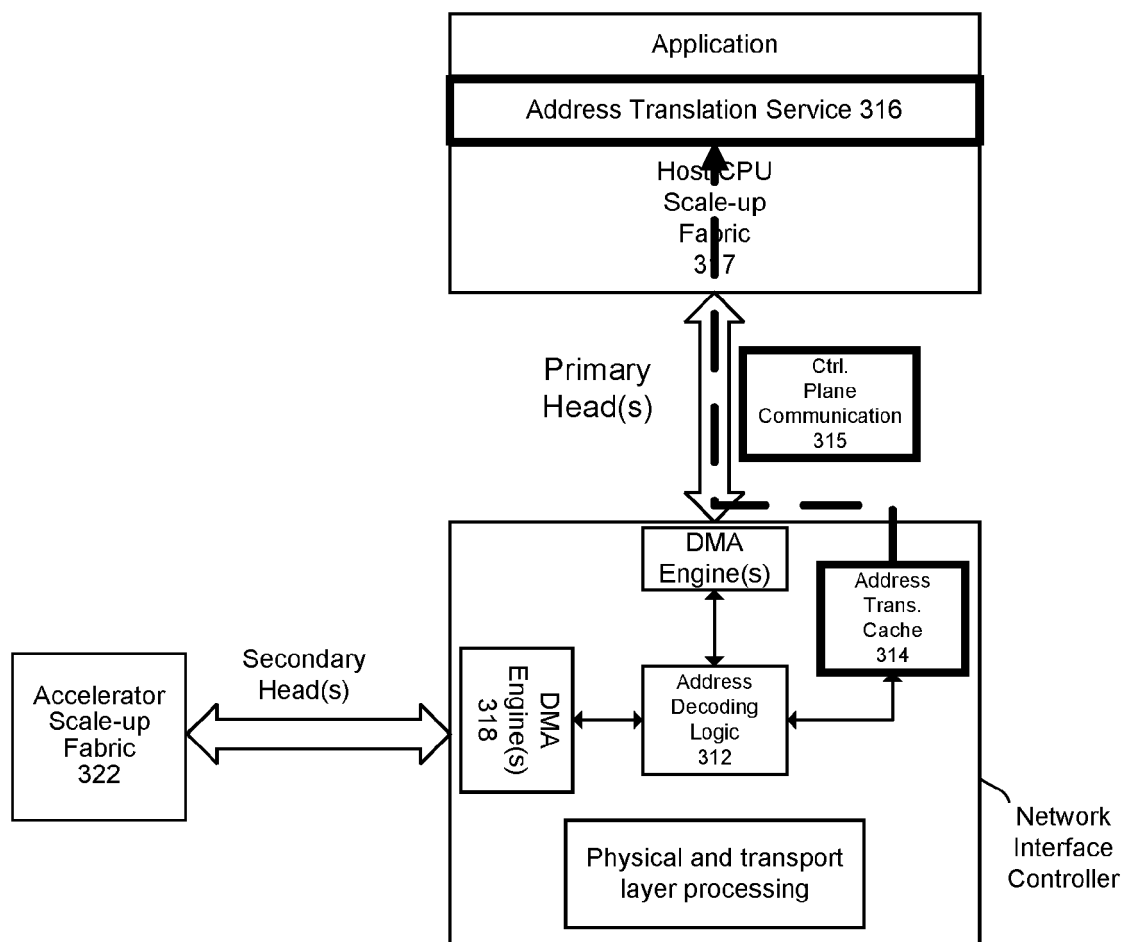 Application
Address Translation Service 316
Host CPU
Scale-up
Fabric
317
Primary
Head(s)
Ctrl.
Plane
Communication
315
DMA
Engine(s)
Address
Trans.
Cache
314
Secondary
Head(s)
Accelerator
Scale-up
Fabric
322
DMA
Engine(s)
318
Address
Decoding
Logic
312
Physical and transport
layer processing
Network
Interface
Controller